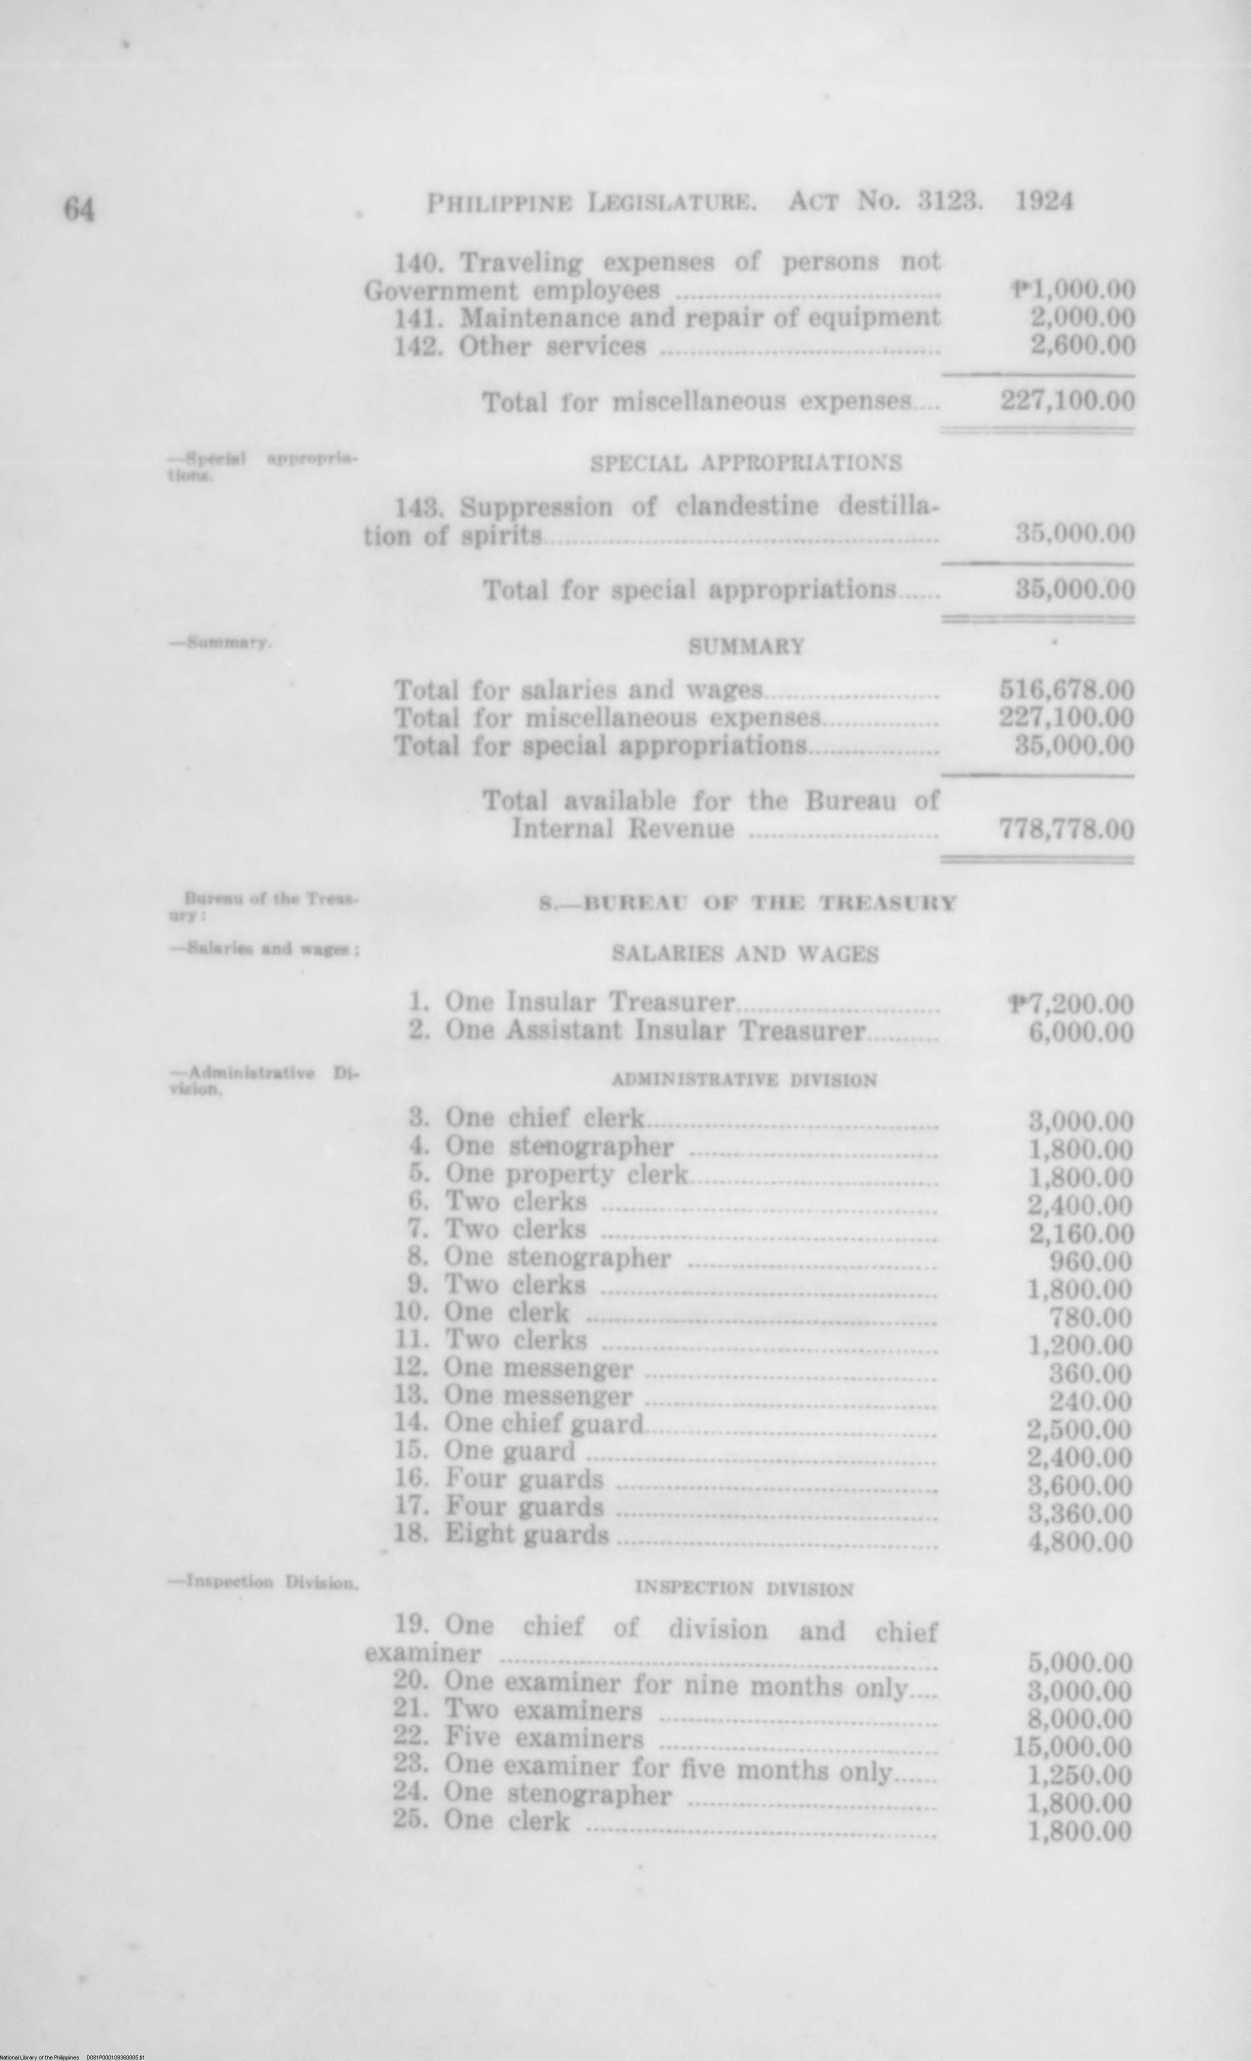 64
PHILIPPINE LEGISLATURE. ACT No. 3123. 1924
140. Traveling expenses of persons not
Government employees ₱1,000.00
141. Maintenance and repair of equipment 2,000.00
142. Other services 2,600.00
Total for miscellaneous expenses 227,100.00
—Special appropria-
tions.
SPECIAL APPROPRIATIONS
143. Suppression of clandestine destilla-
tion of spirits 35,000.00
Total for special appropriations 35,000.00
—Summary.
SUMMARY
Total for salaries and wages 516,678.00
Total for miscellaneous expenses 227,100.00
Total for special appropriations 35,000.00
Total available for the Bureau of
Internal Revenue 778,778.00
Bureau of the Treas-
ury:
8.—BUREAU OF THE TREASURY
—Salaries and wages:
SALARIES AND WAGES
1. One Insular Treasurer ₱7,200.00
2. One Assistant Insular Treasurer 6,000.00
—Administrative Di-
vision.
ADMINISTRATIVE DIVISION
3. One chief clerk 3,000.00
4. One stenographer 1,800.00
5. One property clerk 1,800.00
6. Two clerks 2,400.00
7. Two clerks 2,160.00
8. One stenographer 960.00
9. Two clerks 1,800.00
10. One clerk 780.00
11. Two clerks 1,200.00
12. One messenger 360.00
13. One messenger 240.00
14. One chief guard 2,500.00
15. One guard 2,400.00
16. Four guards 3,600.00
17. Four guards 3,360.00
18. Eight guards 4,800.00
—Inspection Division.
INSPECTION DIVISION
19. One chief of division and chief
examiner 5,000.00
20. One examiner for nine months only 3,000.00
21. Two examiners 8,000.00
22. Five examiners 15,000.00
23. One examiner for five months only 1,250.00
24. One stenographer 1,800.00
25. One clerk 1,800.00
National Library of the Philippines